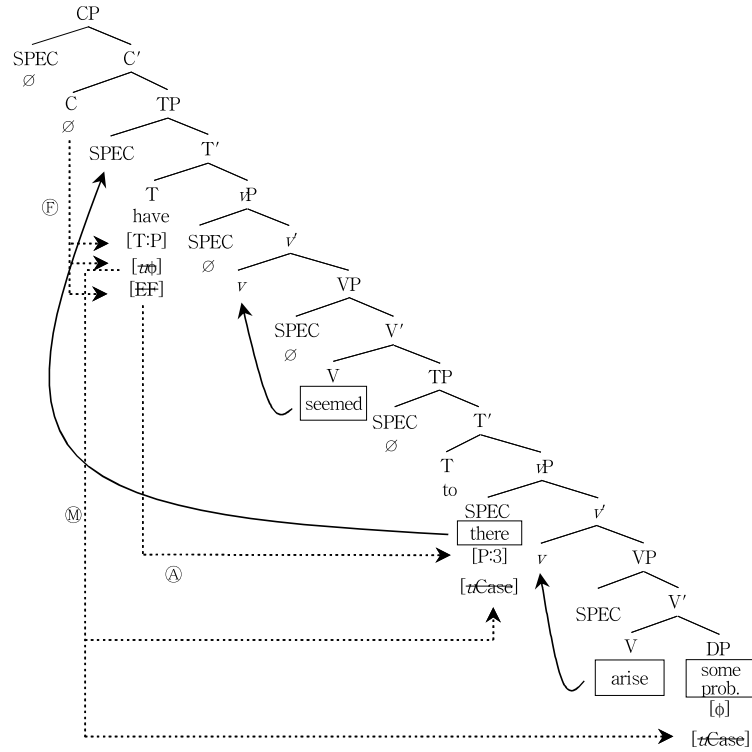 CP
SPEC C′
∅
C TP
∅
SPEC T′
T vP
have
Ⓕ
[T:P] SPEC v′
[uϕ] ∅
[EF] v VP
SPEC V′
∅
V TP
seemed
SPEC T′
∅
T vP
to
SPEC v′
Ⓜ
there
[P:3] v VP
Ⓐ
[uCase]
SPEC V′
V DP
arise some
prob.
[ϕ]
[uCase]